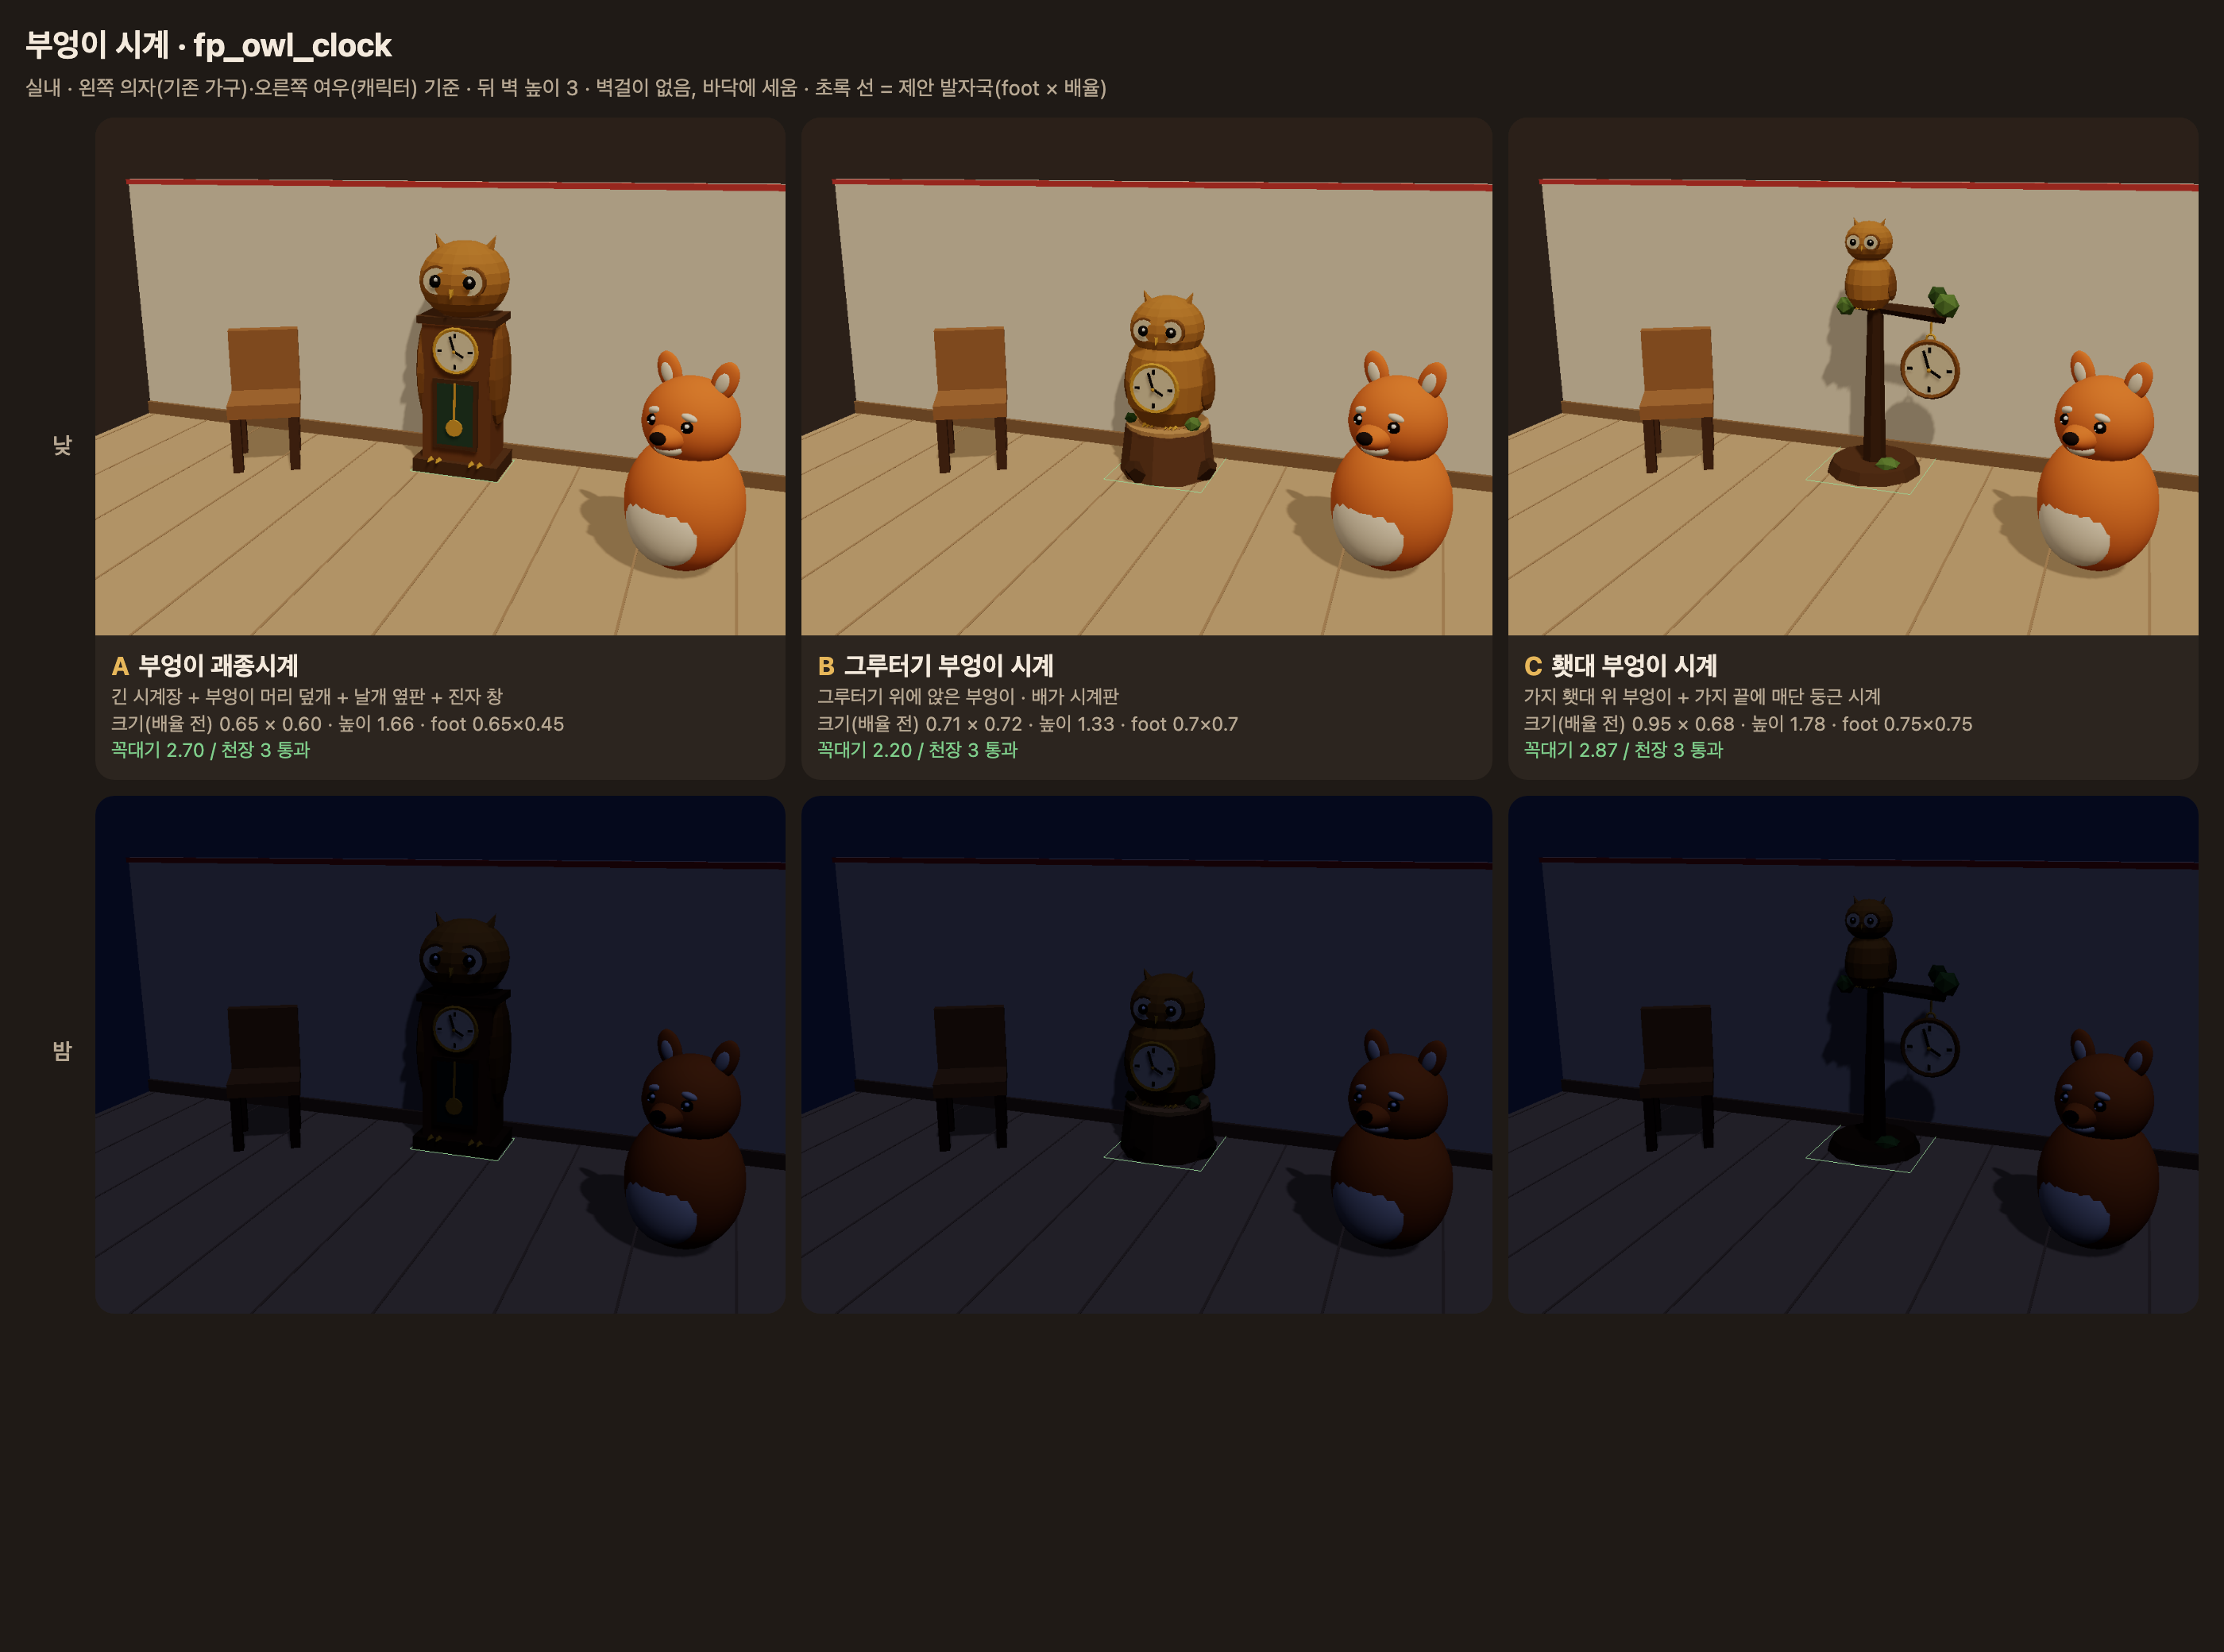 부엉이 시계 · fp_owl_clock
실내 · 왼쪽 의자(기존 가구)·오른쪽 여우(캐릭터) 기준 · 뒤 벽 높이 3 · 벽걸이 없음, 바닥에 세움 · 초록 선 = 제안 발자국(foot × 배율)
낮
A 부엉이 괘종시계
긴 시계장 + 부엉이 머리 덮개 + 날개 옆판 + 진자 창
크기(배율 전) 0.65 × 0.60 · 높이 1.66 · foot 0.65×0.45
꼭대기 2.70 / 천장 3 통과
B 그루터기 부엉이 시계
그루터기 위에 앉은 부엉이 · 배가 시계판
크기(배율 전) 0.71 × 0.72 · 높이 1.33 · foot 0.7×0.7
꼭대기 2.20 / 천장 3 통과
C 횃대 부엉이 시계
가지 횃대 위 부엉이 + 가지 끝에 매단 둥근 시계
크기(배율 전) 0.95 × 0.68 · 높이 1.78 · foot 0.75×0.75
꼭대기 2.87 / 천장 3 통과
밤